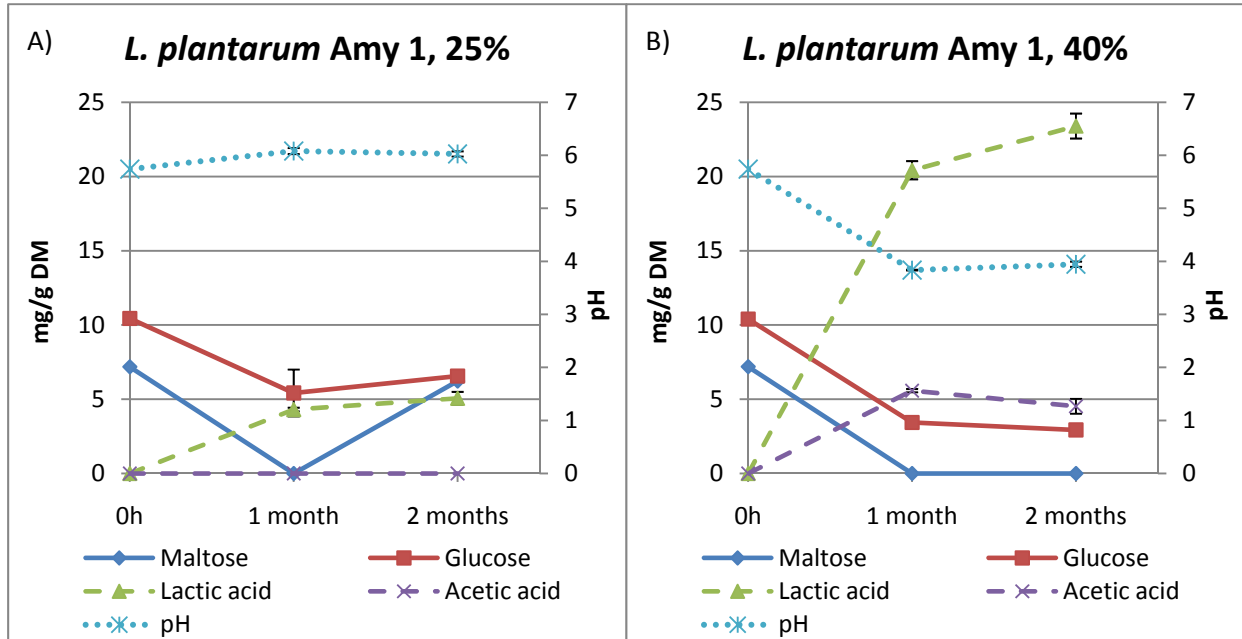 A)
L. plantarum Amy 1, 25%
25
20
15
10
5
0
mg/g DM
7
6
5
4
3
2
1
0
pH
0h 1 month 2 months
Maltose Glucose
Lactic acid Acetic acid
pH
B)
L. plantarum Amy 1, 40%
25
20
15
10
5
0
mg/g DM
7
6
5
4
3
2
1
0
pH
0h 1 month 2 months
Maltose Glucose
Lactic acid Acetic acid
pH